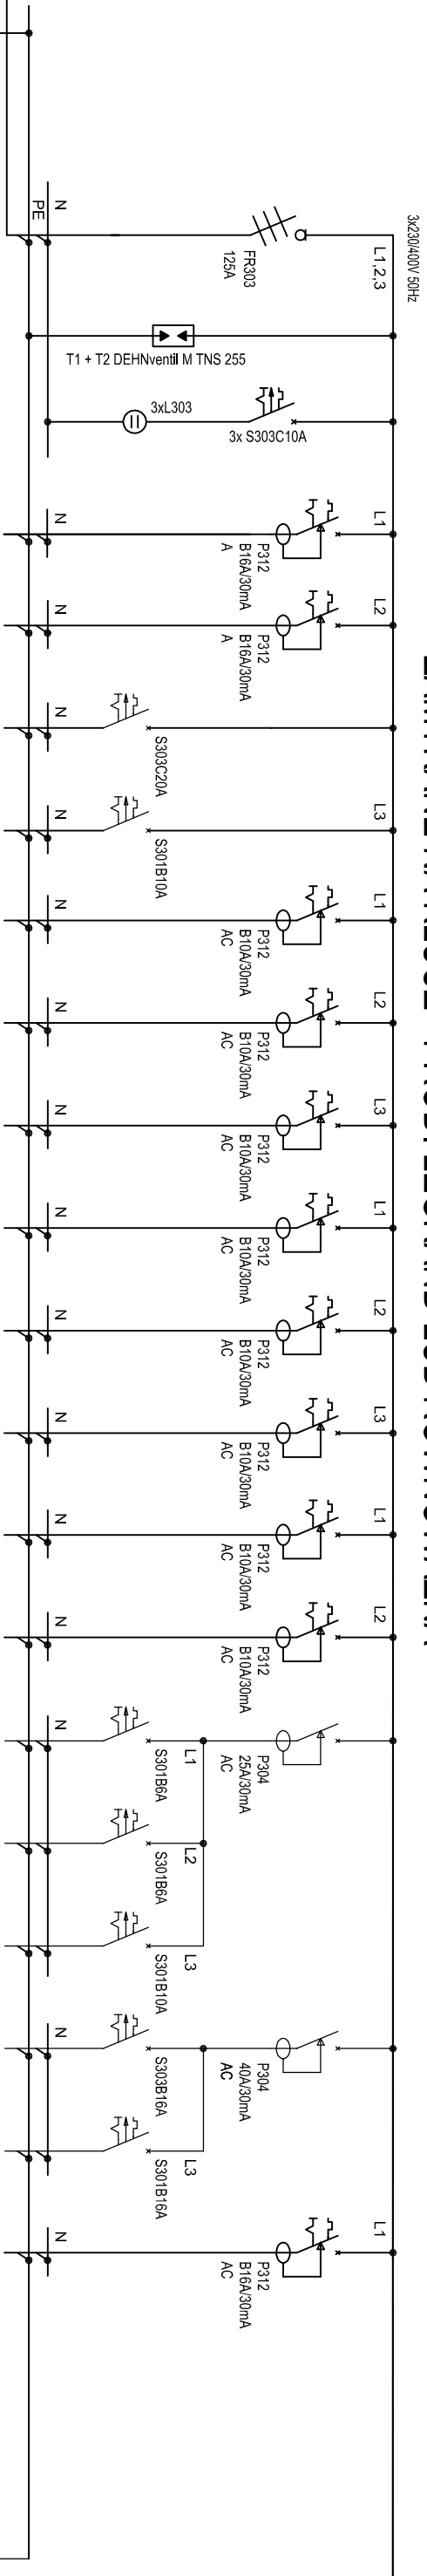 3x230/400V 50Hz
L1,2,3
FR303
125A
N
PE
T1 + T2 DEHNventil M TNS 255
3xL303
3x S303C10A
L1
P312
B16A/30mA
A
N
L2
P312
B16A/30mA
A
N
S303C20A
N
L3
S301B10A
N
L1
P312
B10A/30mA
AC
N
L2
P312
B10A/30mA
AC
N
L3
P312
B10A/30mA
AC
N
L1
P312
B10A/30mA
AC
N
L2
P312
B10A/30mA
AC
N
L3
P312
B10A/30mA
AC
N
L1
P312
B10A/30mA
AC
N
L2
P312
B10A/30mA
AC
N
P304
25A/30mA
AC
L1
S301B6A
N
L2
S301B6A
L3
S301B10A
P304
40A/30mA
AC
S303B16A
N
L3
S301B16A
L1
P312
B16A/30mA
AC
N